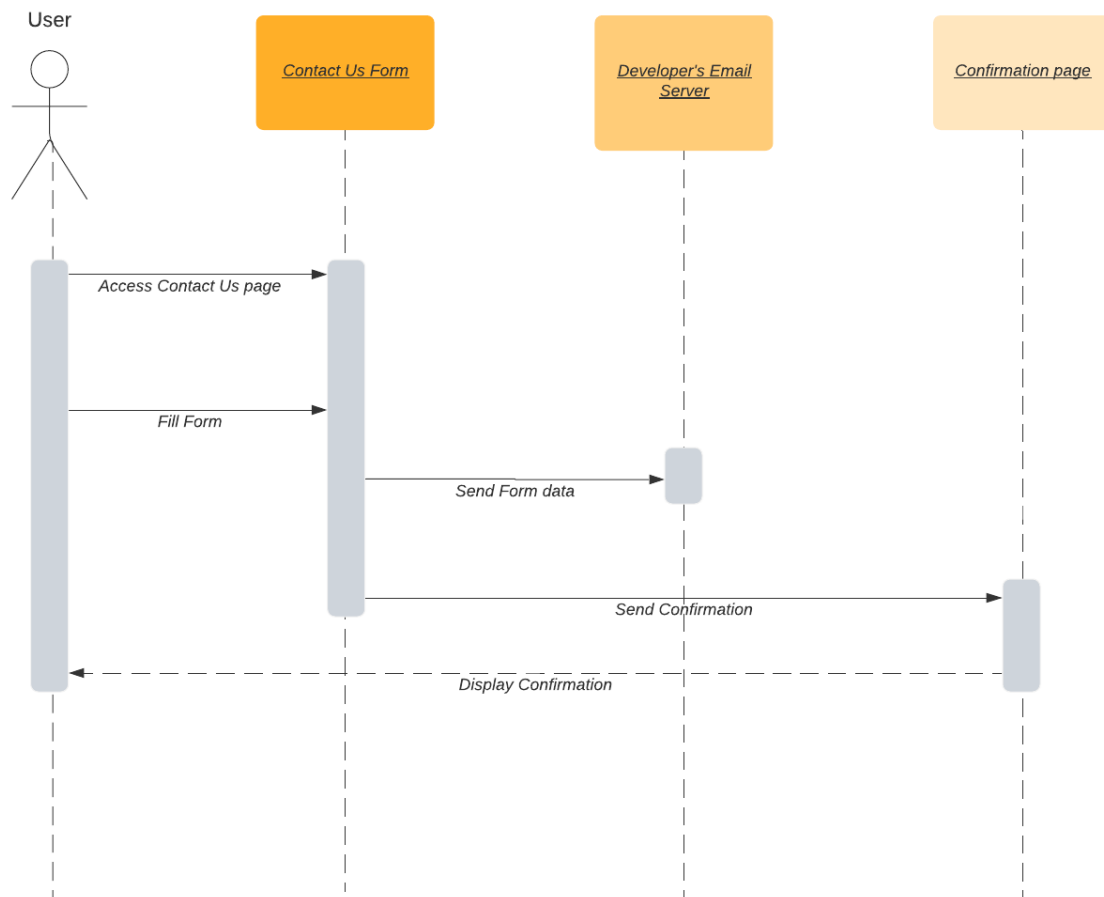 User
Contact Us Form
Developer's Email
Server
Confirmation page
Access Contact Us page
Fill Form
Send Form data
Send Confirmation
Display Confirmation